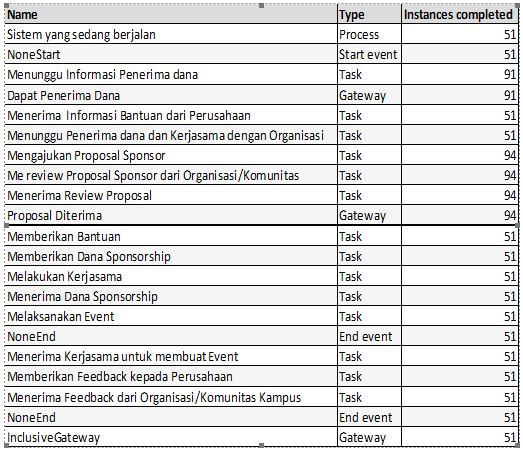 Name Type Instances completed
Sistem yang sedang berjalan Process 51
NoneStart Start event 51
Menunggu Informasi Penerima dana Task 91
Dapat Penerima Dana Gateway 91
Menerima Informasi Bantuan dari Perusahaan Task 51
Menunggu Penerima dana dan Kerjasama dengan Organisasi Task 51
Mengajukan Proposal Sponsor Task 94
Mereview Proposal Sponsor dari Organisasi/Komunitas Task 94
Menerima Review Proposal Task 94
Proposal Diterima Gateway 94
Memberikan Bantuan Task 51
Memberikan Dana Sponsorship Task 51
Melakukan Kerjasama Task 51
Menerima Dana Sponsorship Task 51
Melaksanakan Event Task 51
NoneEnd End event 51
Menerima Kerjasama untuk membuat Event Task 51
Memberikan Feedback kepada Perusahaan Task 51
Menerima Feedback dari Organisasi/Komunitas Kampus Task 51
NoneEnd End event 51
InclusiveGateway Gateway 51